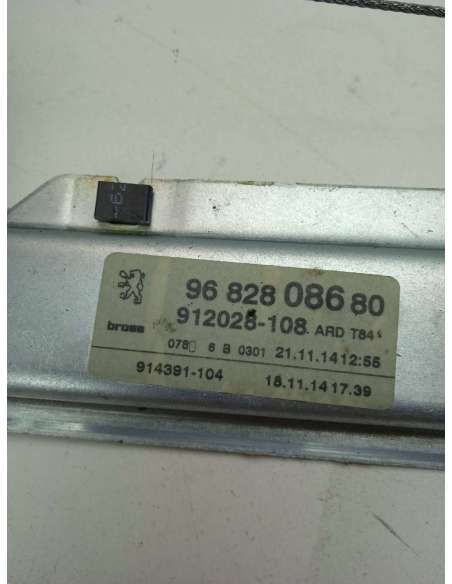 96 828 086 80
brose 912028-108. ARD T84
6 B 0301 21.11.14 12:55
914391-104 18.11.14 17.39